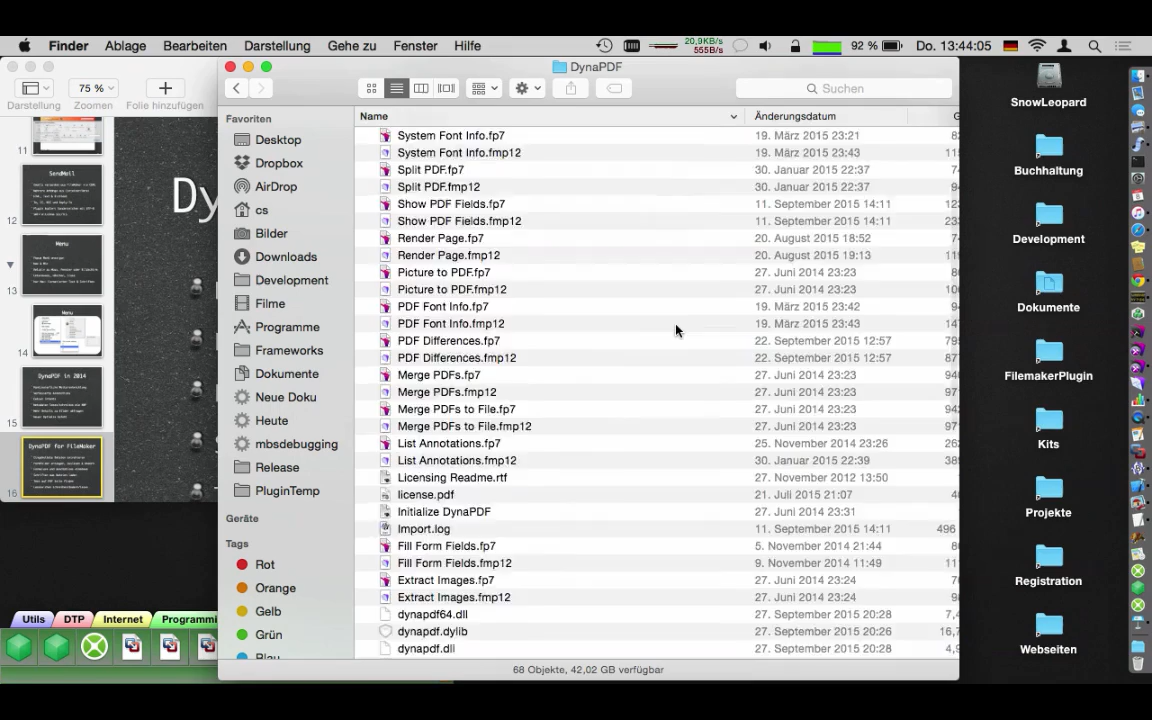 Finder Ablage Bearbeiten Darstellung Gehe zu Fenster Hilfe
20,9KB/s
555B/s
92 %
Do. 13:44:05
75 %
Darstellung Zoomen Folie hinzufügen
DynaPDF
Suchen
Name Änderungsdatum G
Favoriten
Desktop
Dropbox
AirDrop
cs
Bilder
Downloads
Development
Filme
Programme
Frameworks
Dokumente
Neue Doku
Heute
mbsdebugging
Release
PluginTemp
Geräte
Tags
Rot
Orange
Gelb
Grün
Blau
System Font Info.fp7 19. März 2015 23:21
System Font Info.fmp12 19. März 2015 23:43
Split PDF.fp7 30. Januar 2015 22:37
Split PDF.fmp12 30. Januar 2015 22:37
Show PDF Fields.fp7 11. September 2015 14:11
Show PDF Fields.fmp12 11. September 2015 14:11
Render Page.fp7 20. August 2015 18:52
Render Page.fmp12 20. August 2015 19:13
Picture to PDF.fp7 27. Juni 2014 23:23
Picture to PDF.fmp12 27. Juni 2014 23:23
PDF Font Info.fp7 19. März 2015 23:42
PDF Font Info.fmp12 19. März 2015 23:43
PDF Differences.fp7 22. September 2015 12:57
PDF Differences.fmp12 22. September 2015 12:57
Merge PDFs.fp7 27. Juni 2014 23:23
Merge PDFs.fmp12 27. Juni 2014 23:23
Merge PDFs to File.fp7 27. Juni 2014 23:23
Merge PDFs to File.fmp12 27. Juni 2014 23:23
List Annotations.fp7 25. November 2014 23:26
List Annotations.fmp12 30. Januar 2015 22:39
Licensing Readme.rtf 27. November 2012 13:50
license.pdf 21. Juli 2015 21:07
Initialize DynaPDF 27. Juni 2014 23:31
Import.log 11. September 2015 14:11 496
Fill Form Fields.fp7 5. November 2014 21:44
Fill Form Fields.fmp12 9. November 2014 11:49
Extract Images.fp7 27. Juni 2014 23:24
Extract Images.fmp12 27. Juni 2014 23:24
dynapdf64.dll 27. September 2015 20:28 7,4
dynapdf.dylib 27. September 2015 20:26 16,7
dynapdf.dll 27. September 2015 20:28 4,9
68 Objekte, 42,02 GB verfügbar
11
SendMail
12
Menu
13
Menu
14
DynaPDF in 2014
15
DynaPDF for FileMaker
16
Dy
Utils DTP Internet Programmi
SnowLeopard
Buchhaltung
Development
Dokumente
FilemakerPlugin
Kits
Projekte
Registration
Webseiten